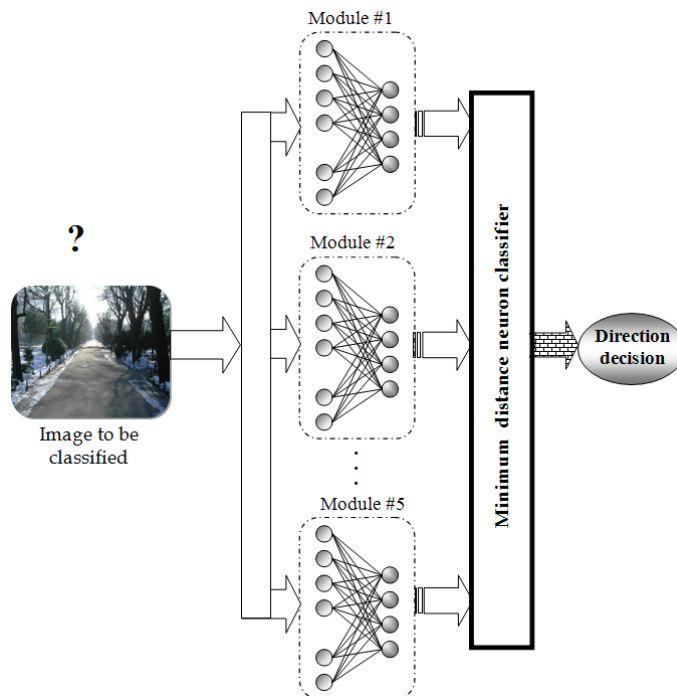 Module #1
?
Module #2
Image to be
classified
Minimum distance neuron classifier
Direction
decision
Module #5